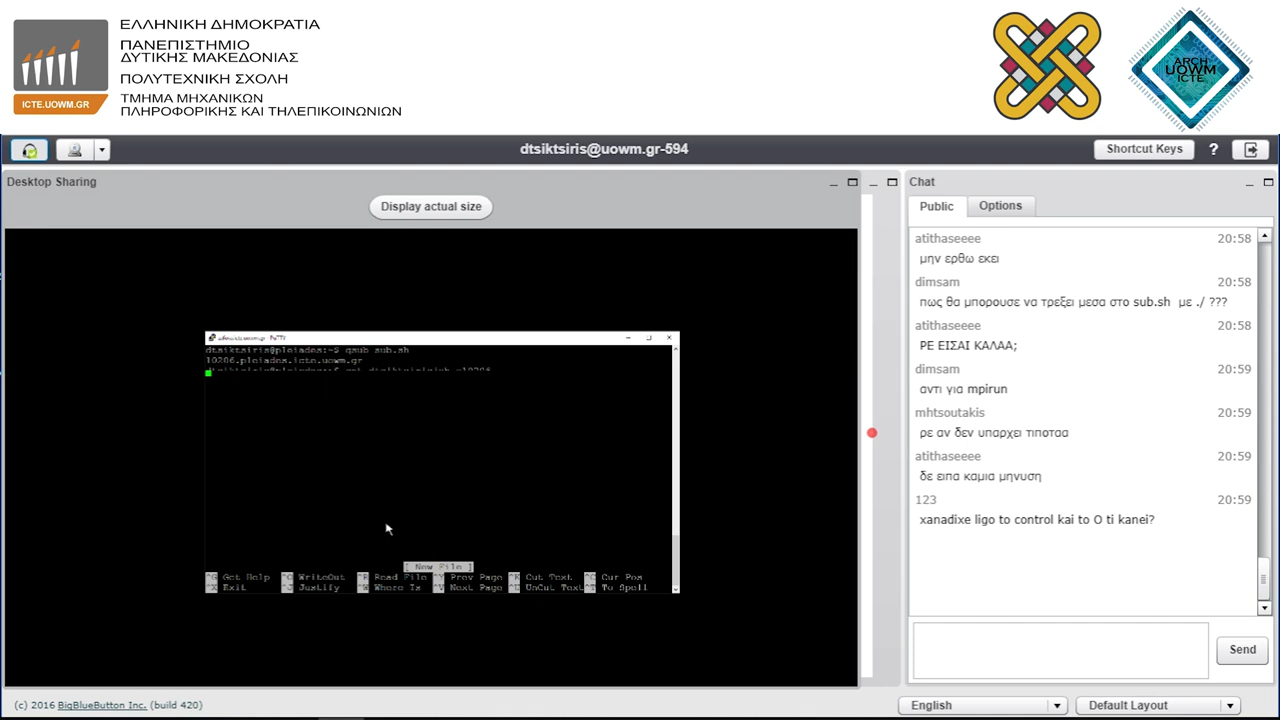 ΕΛΛΗΝΙΚΗ ΔΗΜΟΚΡΑΤΙΑ
ΠΑΝΕΠΙΣΤΗΜΙΟ
ΔΥΤΙΚΗΣ ΜΑΚΕΔΟΝΙΑΣ
ΠΟΛΥΤΕΧΝΙΚΗ ΣΧΟΛΗ
ΤΜΗΜΑ ΜΗΧΑΝΙΚΩΝ
ΠΛΗΡΟΦΟΡΙΚΗΣ ΚΑΙ ΤΗΛΕΠΙΚΟΙΝΩΝΙΩΝ
ICTE.UOWM.GR
ARCH
UOWM
ICTE
dtsiktsiris@uowm.gr-594
Shortcut Keys
?
Desktop Sharing
Display actual size
PuTTY
dtsiktsiris@pleiades:~$ qsub sub.sh
10206.pleiades.icte.uowm.gr
[ New File ]
^G Get Help ^O WriteOut ^R Read File ^Y Prev Page ^K Cut Text ^C Cur Pos
^X Exit ^J Justify ^W Where Is ^V Next Page ^U UnCut Text ^T To Spell
Chat
Public
Options
atithaseeee 20:58
μην ερθω εκει
dimsam 20:58
πως θα μπορουσε να τρεξει μεσα στο sub.sh με ./ ???
atithaseeee 20:58
ΡΕ ΕΙΣΑΙ ΚΑΛΑΑ;
dimsam 20:59
αντι για mpirun
mhtsoutakis 20:59
ρε αν δεν υπαρχει τιποταα
atithaseeee 20:59
δε ειπα καμια μηνυση
123 20:59
xanadixe ligo to control kai to O ti kanei?
Send
(c) 2016 BigBlueButton Inc. (build 420)
English
Default Layout